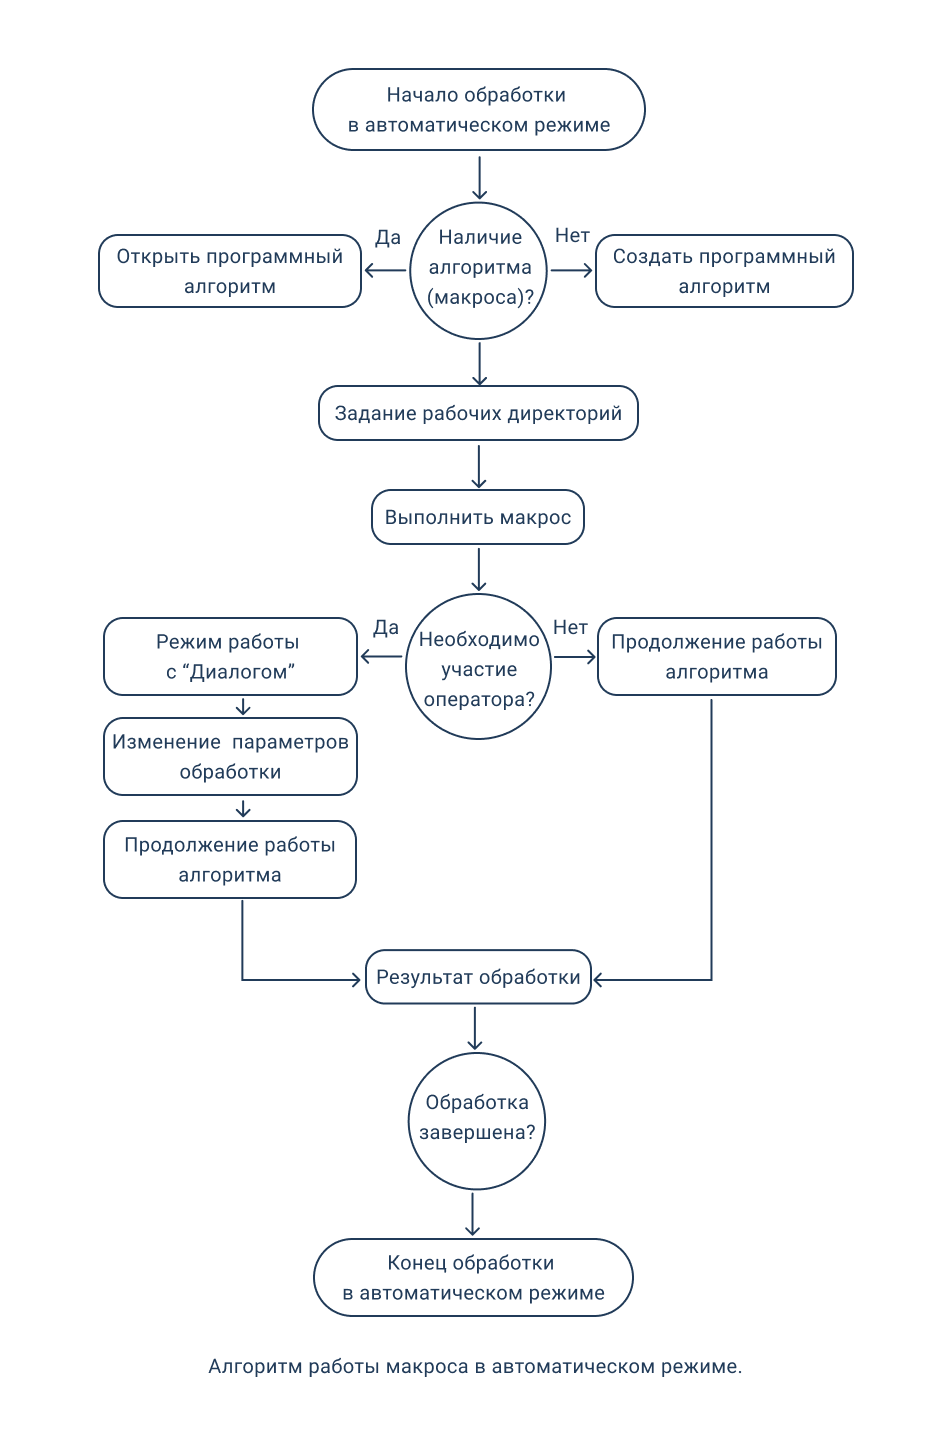 Начало обработки
в автоматическом режиме
Да
Наличие
алгоритма
(макроса)?
Нет
Открыть программный
алгоритм
Создать программный
алгоритм
Задание рабочих директорий
Выполнить макрос
Да
Необходимо
участие
оператора?
Нет
Режим работы
с “Диалогом”
Продолжение работы
алгоритма
Изменение  параметров
обработки
Продолжение работы
алгоритма
Результат обработки
Обработка
завершена?
Конец обработки
в автоматическом режиме
Алгоритм работы макроса в автоматическом режиме.